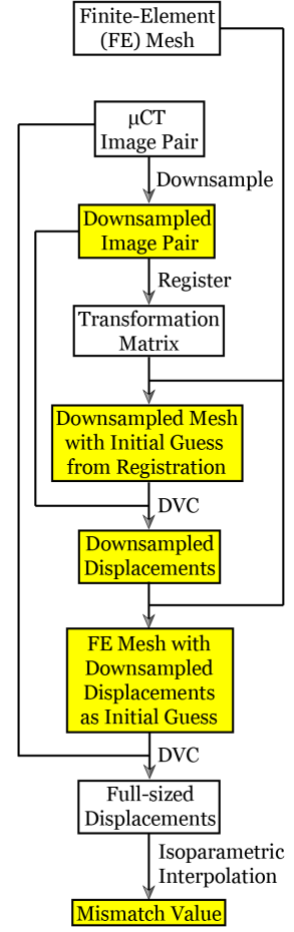 Finite-Element
(FE) Mesh
μCT
Image Pair
Downsample
Downsampled
Image Pair
Register
Transformation
Matrix
Downsampled Mesh
with Initial Guess
from Registration
DVC
Downsampled
Displacements
FE Mesh with
Downsampled
Displacements
as Initial Guess
DVC
Full-sized
Displacements
Isoparametric
Interpolation
Mismatch Value